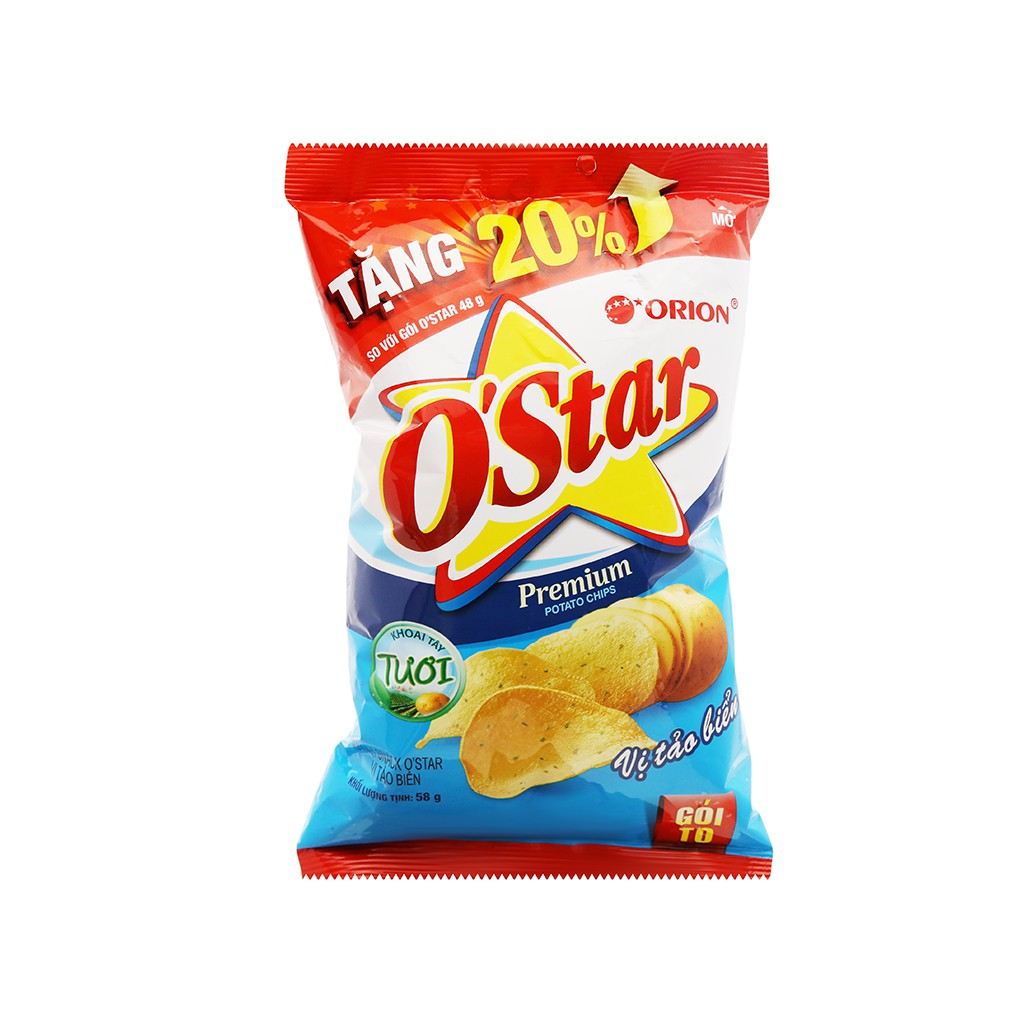 TẶNG 20%
SO VỚI GÓI O'STAR 48 g
MỞ
ORION®
O'Star
Premium
POTATO CHIPS
KHOAI TÂY
TƯƠI
Vị tảo biển
O'STAR
VỊ TẢO BIỂN
KHỐI LƯỢNG TỊNH: 58 g
GÓI
TO